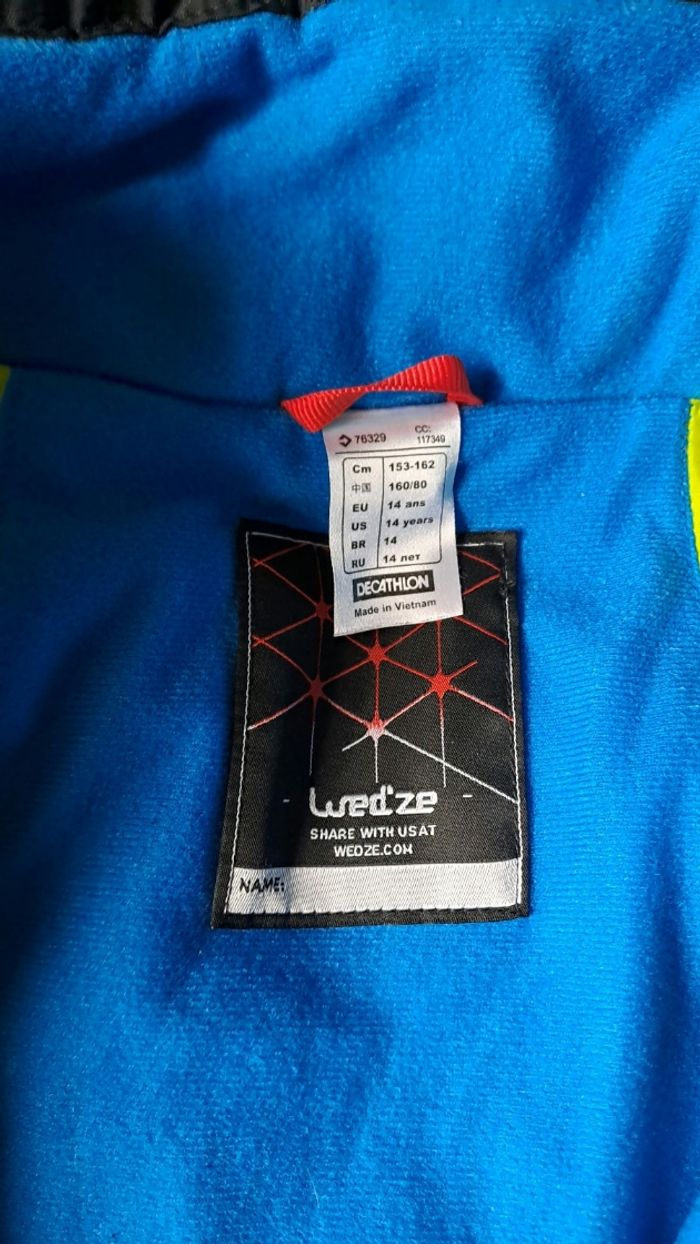 76329 CC: 117349
Cm 153-162
中国 160/80
EU 14 ans
US 14 years
BR 14
RU 14 лет
DECATHLON
Made in Vietnam
- Wed'ze -
SHARE WITH US AT
WEDZE.COM
NAME: